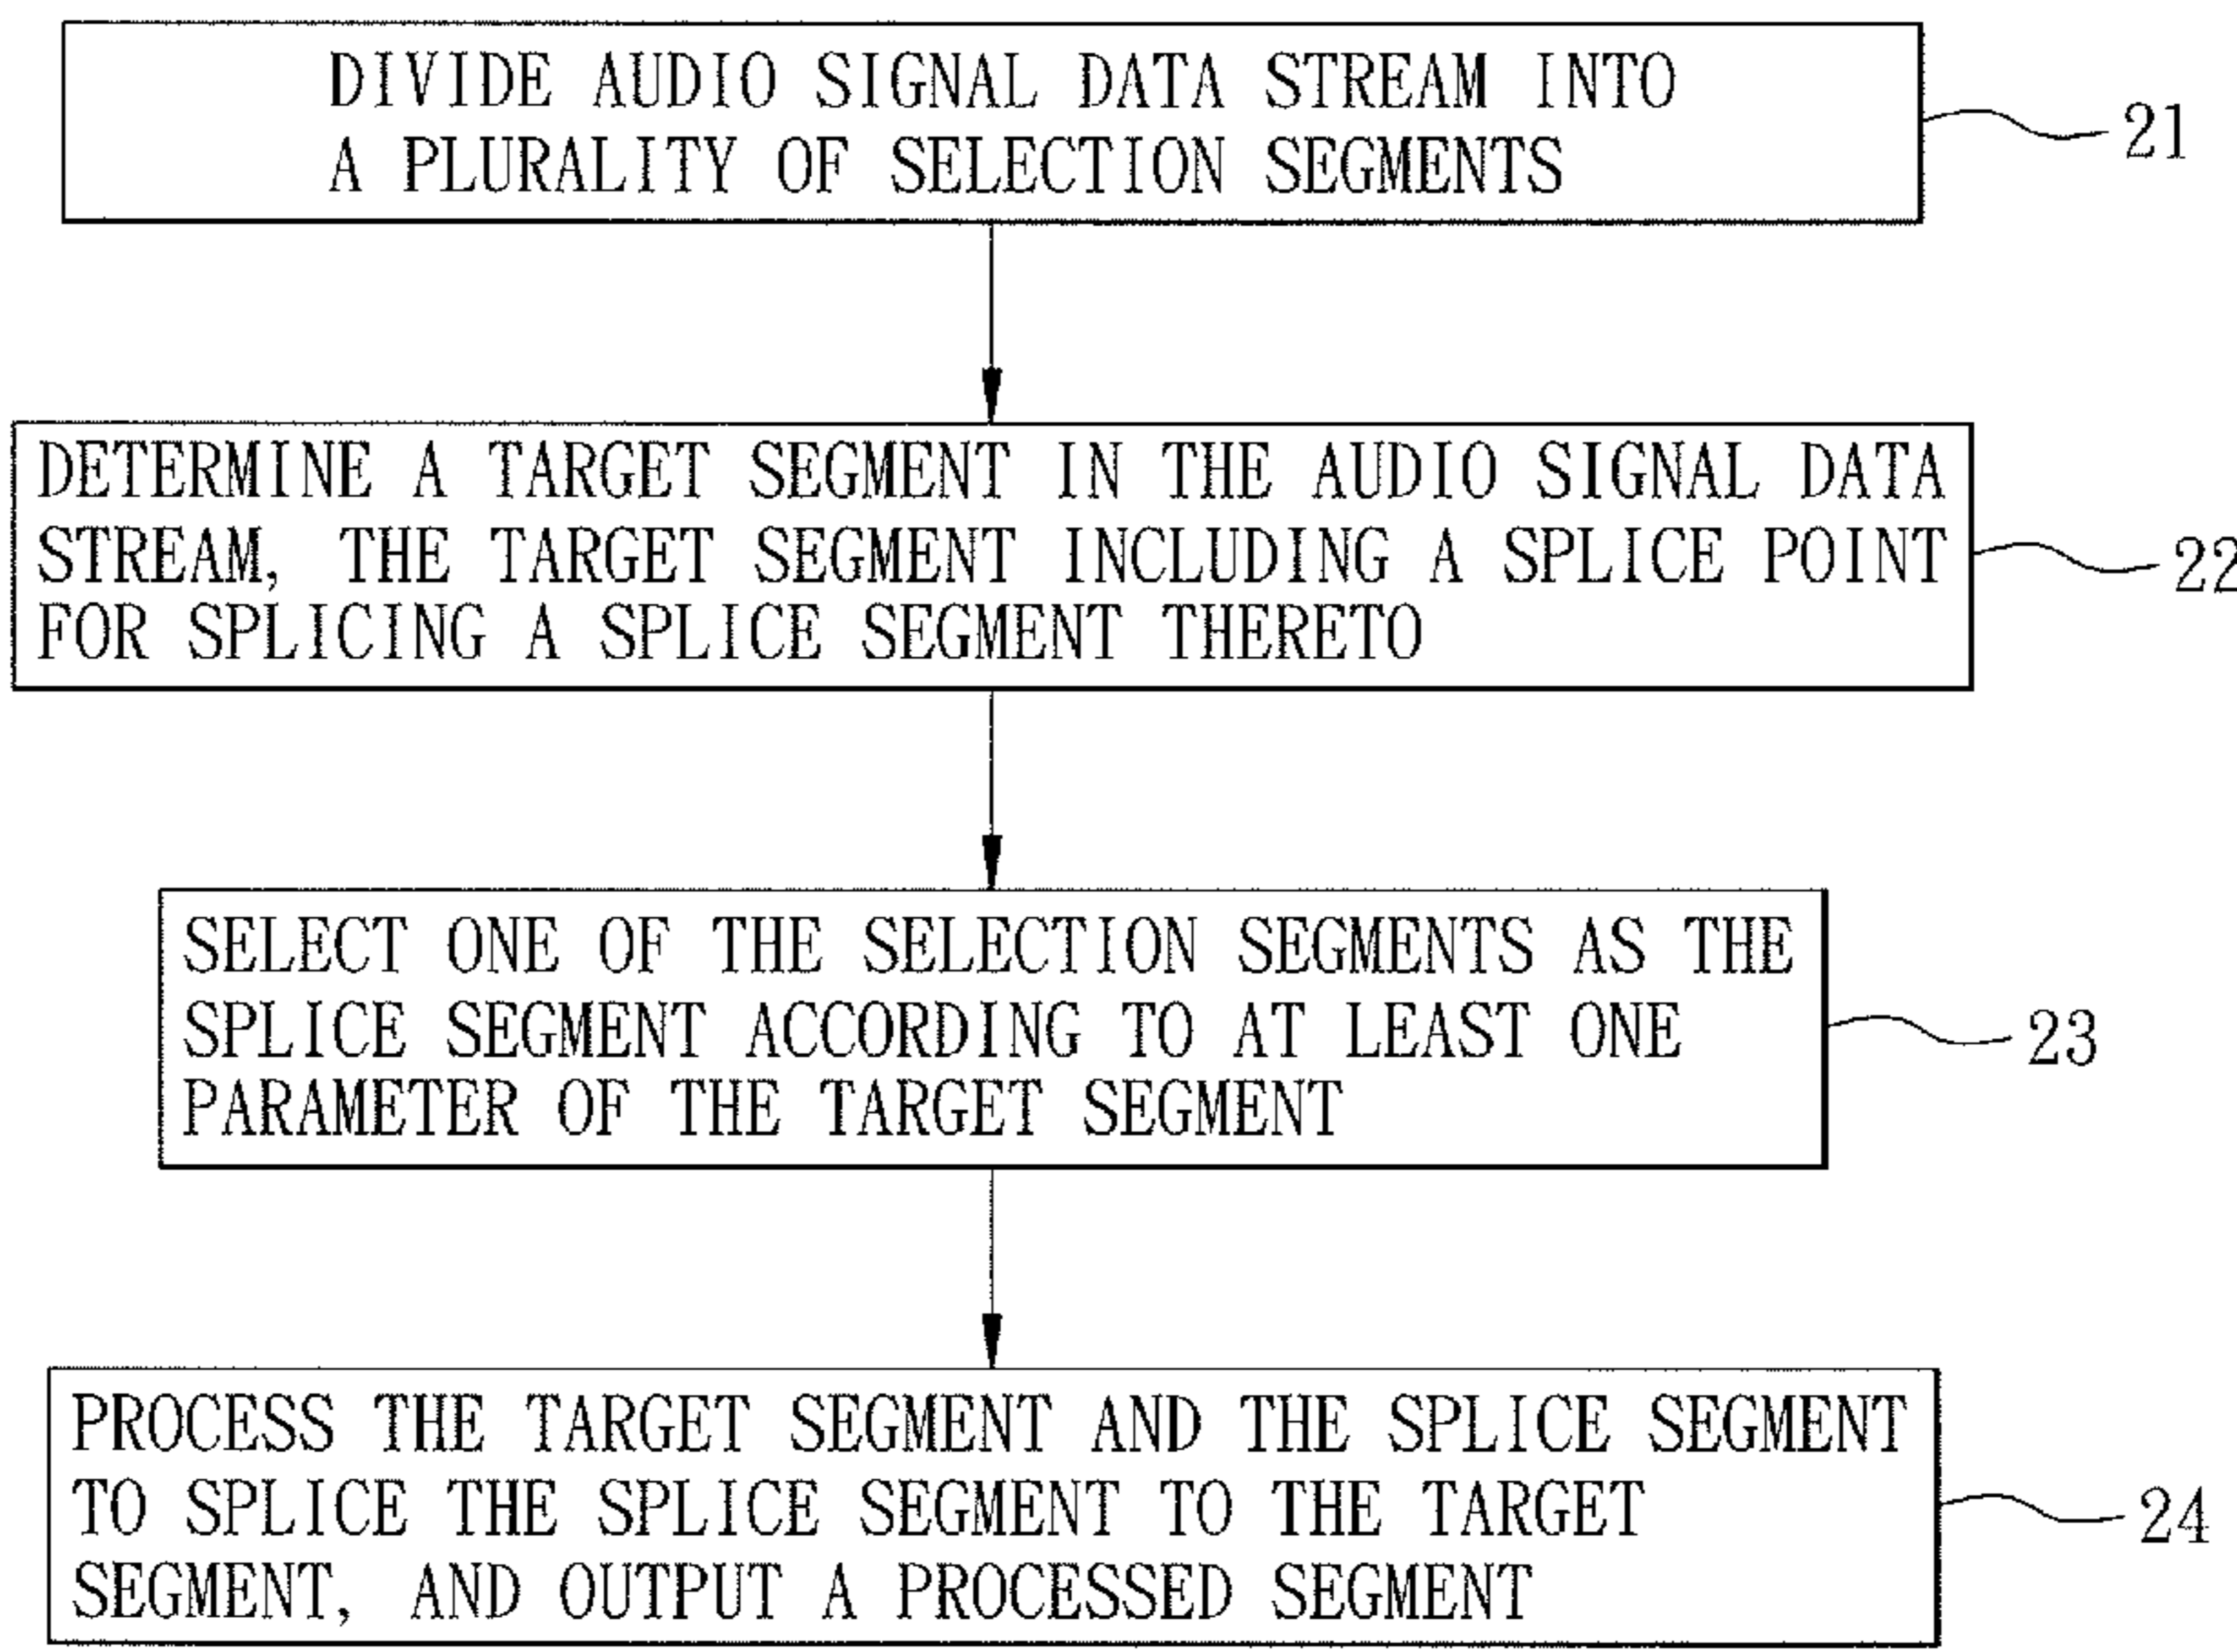 DIVIDE AUDIO SIGNAL DATA STREAM INTO
A PLURALITY OF SELECTION SEGMENTS
21
DETERMINE A TARGET SEGMENT IN THE AUDIO SIGNAL DATA
STREAM, THE TARGET SEGMENT INCLUDING A SPLICE POINT
FOR SPLICING A SPLICE SEGMENT THERETO
22
SELECT ONE OF THE SELECTION SEGMENTS AS THE
SPLICE SEGMENT ACCORDING TO AT LEAST ONE
PARAMETER OF THE TARGET SEGMENT
23
PROCESS THE TARGET SEGMENT AND THE SPLICE SEGMENT
TO SPLICE THE SPLICE SEGMENT TO THE TARGET
SEGMENT, AND OUTPUT A PROCESSED SEGMENT
24